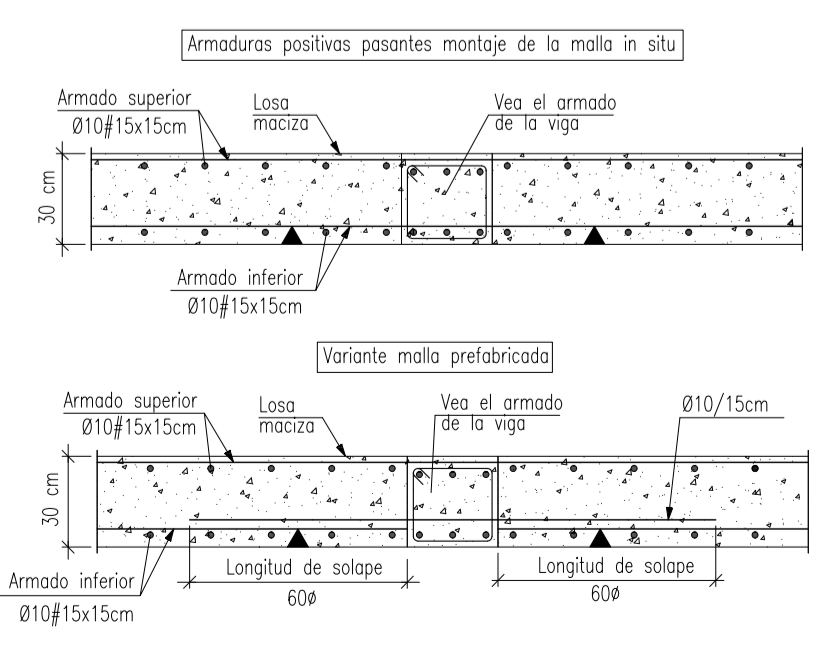 Armaduras positivas pasantes montaje de la malla in situ
Armado superior
Ø10#15x15cm
Losa
maciza
Vea el armado
de la viga
30 cm
Armado inferior
Ø10#15x15cm
Variante malla prefabricada
Armado superior
Ø10#15x15cm
Losa
maciza
Vea el armado
de la viga
Ø10/15cm
30 cm
Longitud de solape
60ø
Longitud de solape
60ø
Armado inferior
Ø10#15x15cm